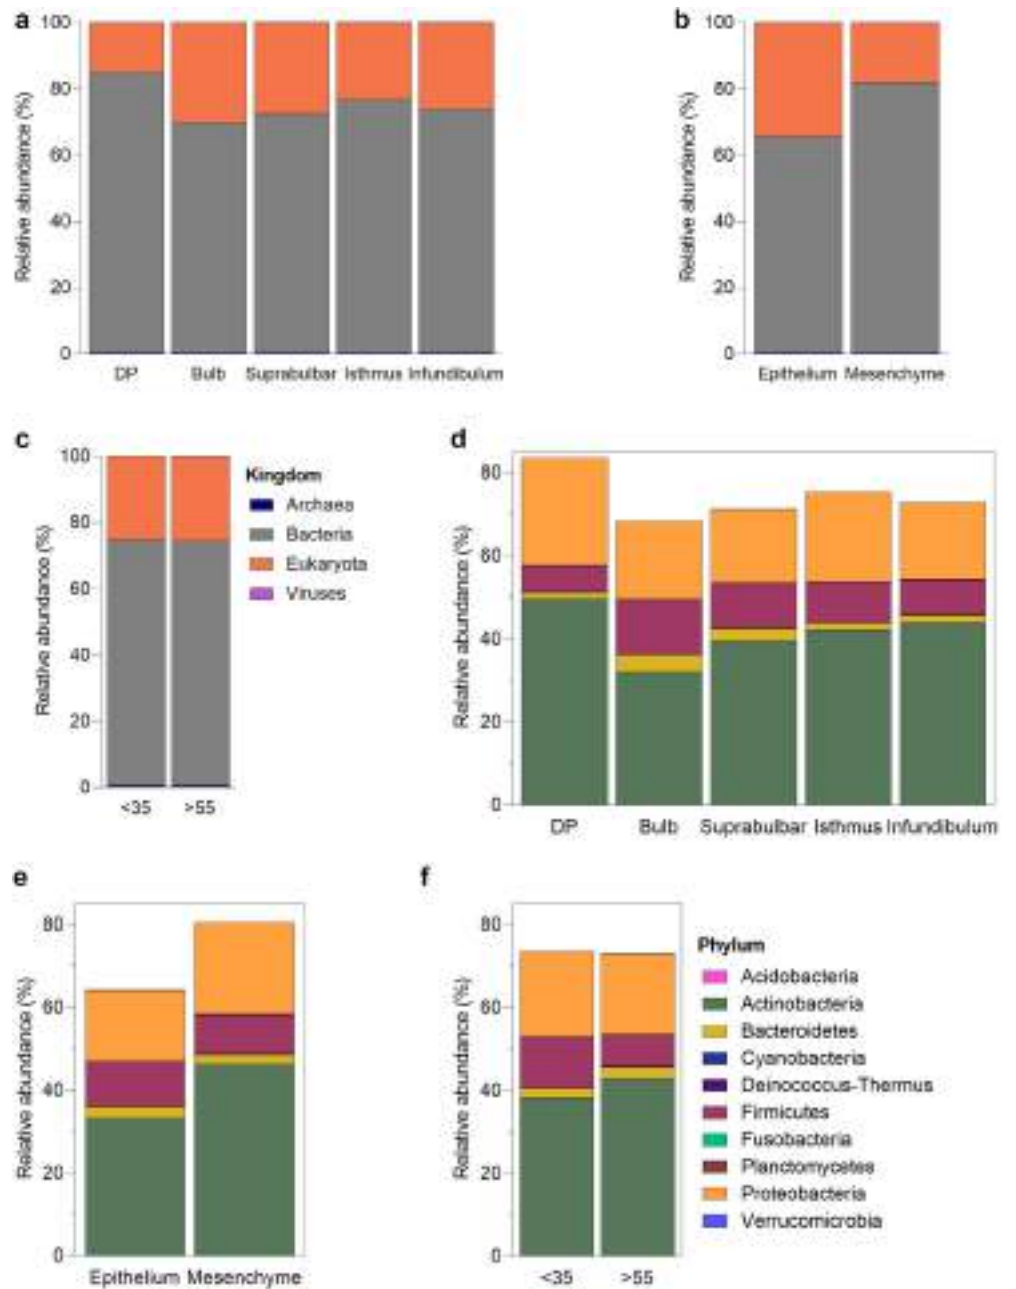 a
b
100
80
60
40
20
0
Relative abundance (%)
DP Bulb Suprabulbar Isthmus Infundibulum
100
80
60
40
20
0
Relative abundance (%)
Epithelium Mesenchyme
c
100
80
60
40
20
0
Relative abundance (%)
<35 >55
Kingdom
Archaea
Bacteria
Eukaryota
Viruses
d
80
60
40
20
0
Relative abundance (%)
DP Bulb Suprabulbar Isthmus Infundibulum
e
80
60
40
20
0
Relative abundance (%)
Epithelium Mesenchyme
f
80
60
40
20
0
Relative abundance (%)
<35 >55
Phylum
Acidobacteria
Actinobacteria
Bacteroidetes
Cyanobacteria
Deinococcus-Thermus
Firmicutes
Fusobacteria
Planctomycetes
Proteobacteria
Verrucomicrobia